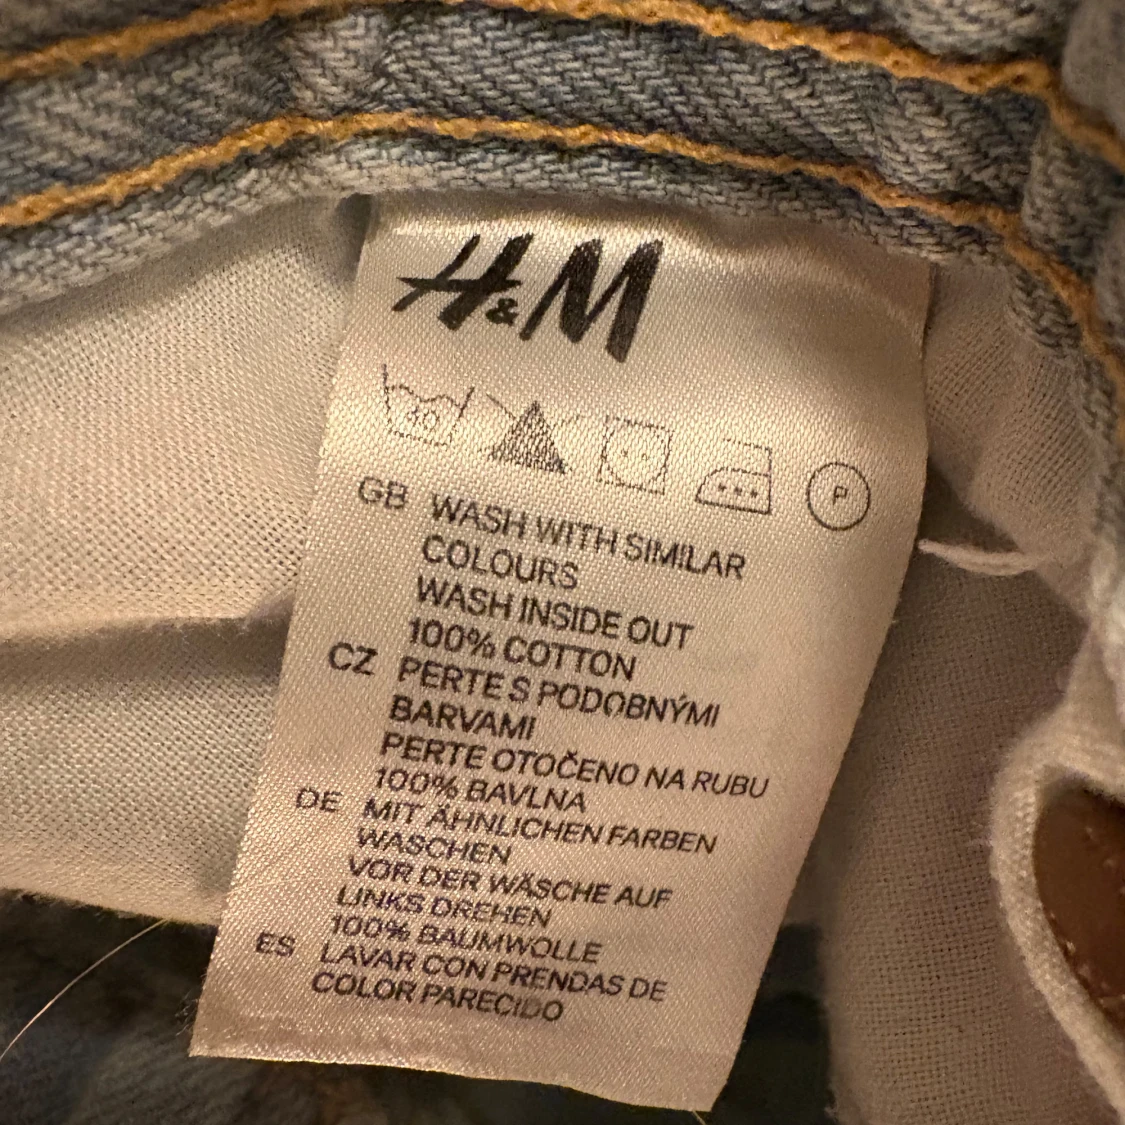 H&M
40
P
GB WASH WITH SIMILAR
COLOURS
WASH INSIDE OUT
100% COTTON
CZ PERTE S PODOBNÝMI
BARVAMI
PERTE OTOČENO NA RUBU
100% BAVLNA
DE MIT ÄHNLICHEN FARBEN
WASCHEN
VOR DER WÄSCHE AUF
LINKS DREHEN
100% BAUMWOLLE
ES LAVAR CON PRENDAS DE
COLOR PARECIDO